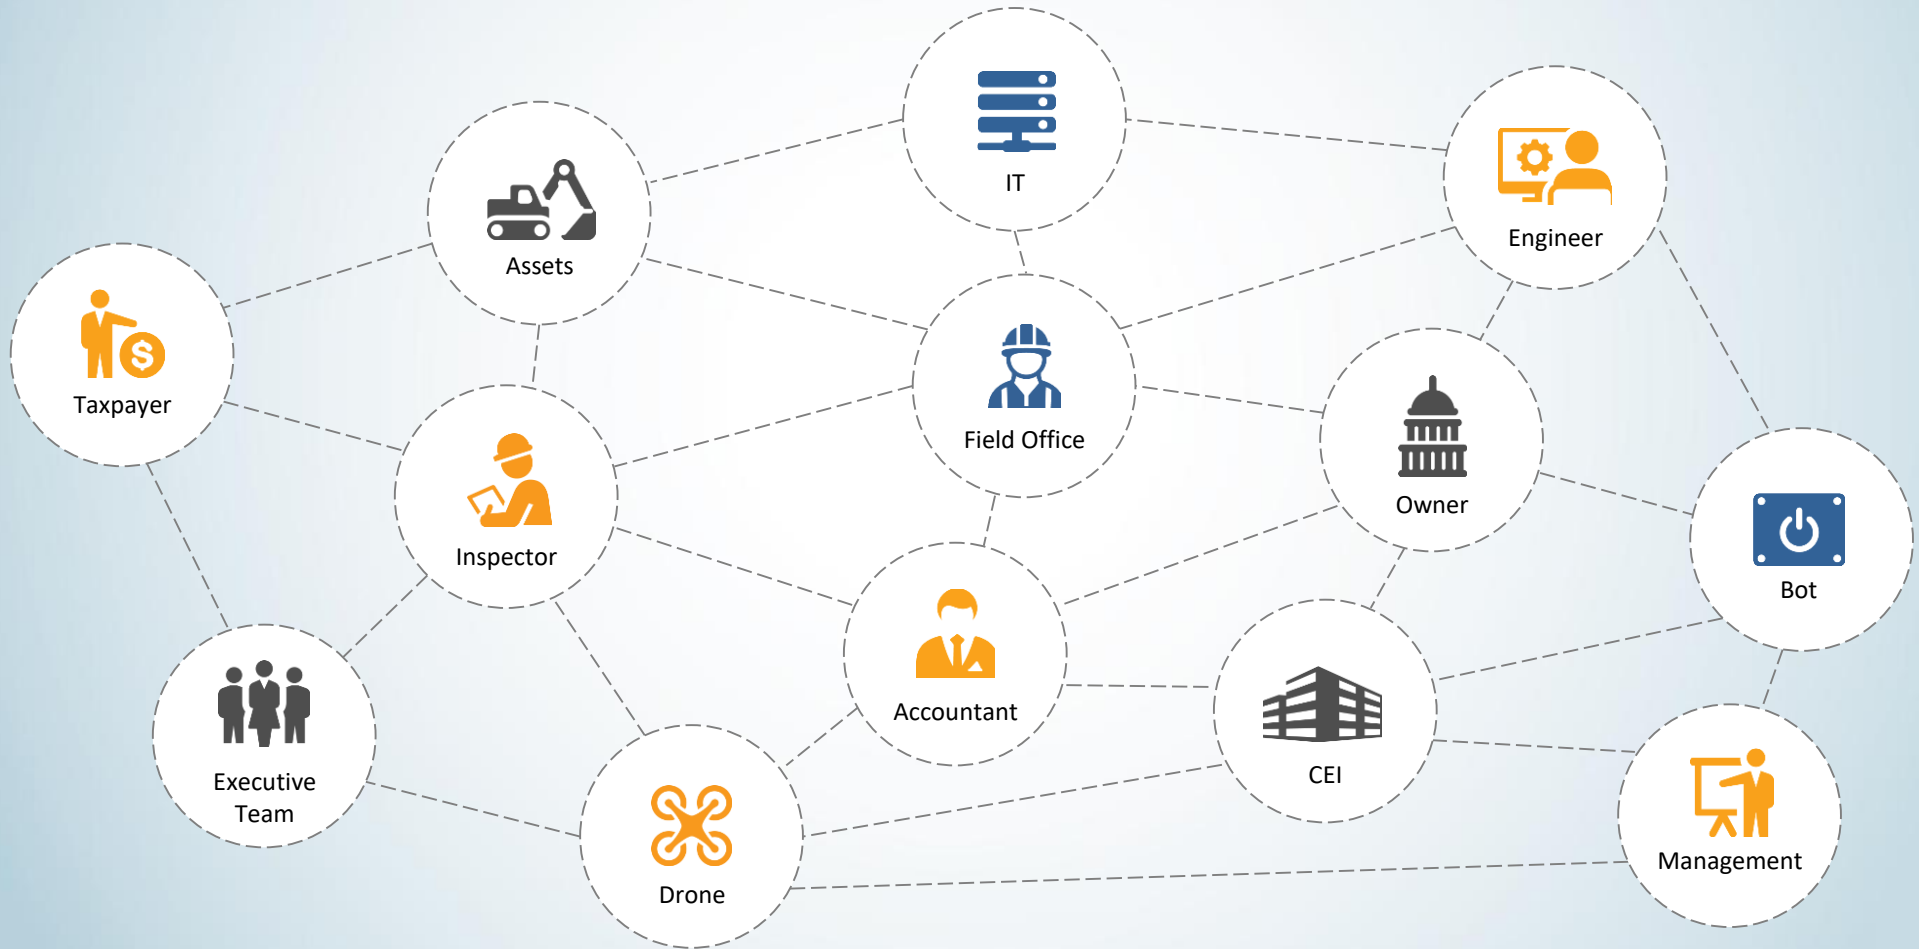 IT
Engineer
Assets
Taxpayer
Field Office
Owner
Inspector
Bot
Accountant
CEI
Executive
Team
Management
Drone
$